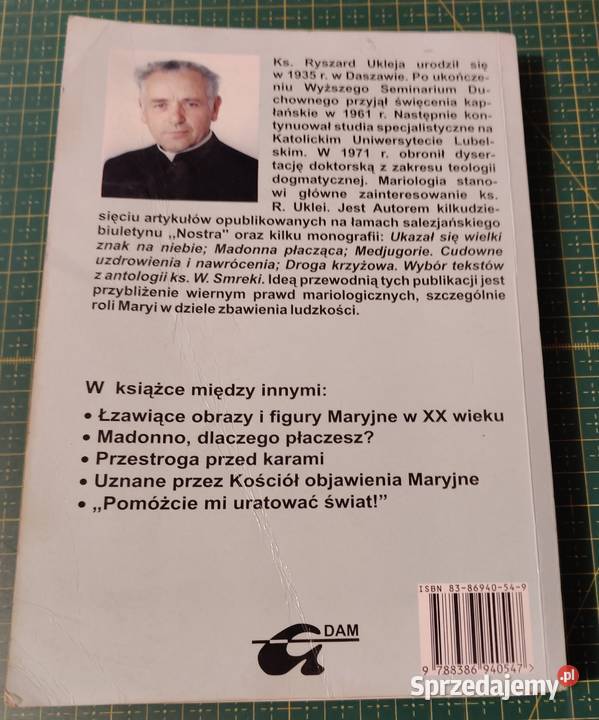 Ks. Ryszard Ukleja urodził się
w 1935 r. w Daszawie. Po ukończe-
niu Wyższego Seminarium Du-
chownego przyjął święcenia kap-
łańskie w 1961 r. Następnie kon-
tynuował studia specjalistyczne na
Katolickim Uniwersytecie Lubel-
skim. W 1971 r. obronił dyser-
tację doktorską z zakresu teologii
dogmatycznej. Mariologia stano-
wi główne zainteresowanie ks.
R. Uklei. Jest Autorem kilkudzie-
sięciu artykułów opublikowanych na łamach salezjańskiego
biuletynu „Nostra" oraz kilku monografii: Ukazał się wielki
znak na niebie; Madonna płacząca; Medjugorie. Cudowne
uzdrowienia i nawrócenia; Droga krzyżowa. Wybór tekstów
z antologii ks. W. Smreki. Ideą przewodnią tych publikacji jest
przybliżenie wiernym prawd mariologicznych, szczególnie
roli Maryi w dziele zbawienia ludzkości.
W książce między innymi:
• Łzawiące obrazy i figury Maryjne w XX wieku
• Madonno, dlaczego płaczesz?
• Przestroga przed karami
• Uznane przez Kościół objawienia Maryjne
• „Pomóżcie mi uratować świat!”
ISBN 83-86940-54-9
DAM
9 788386 940547>
Sprzedajemy.pl